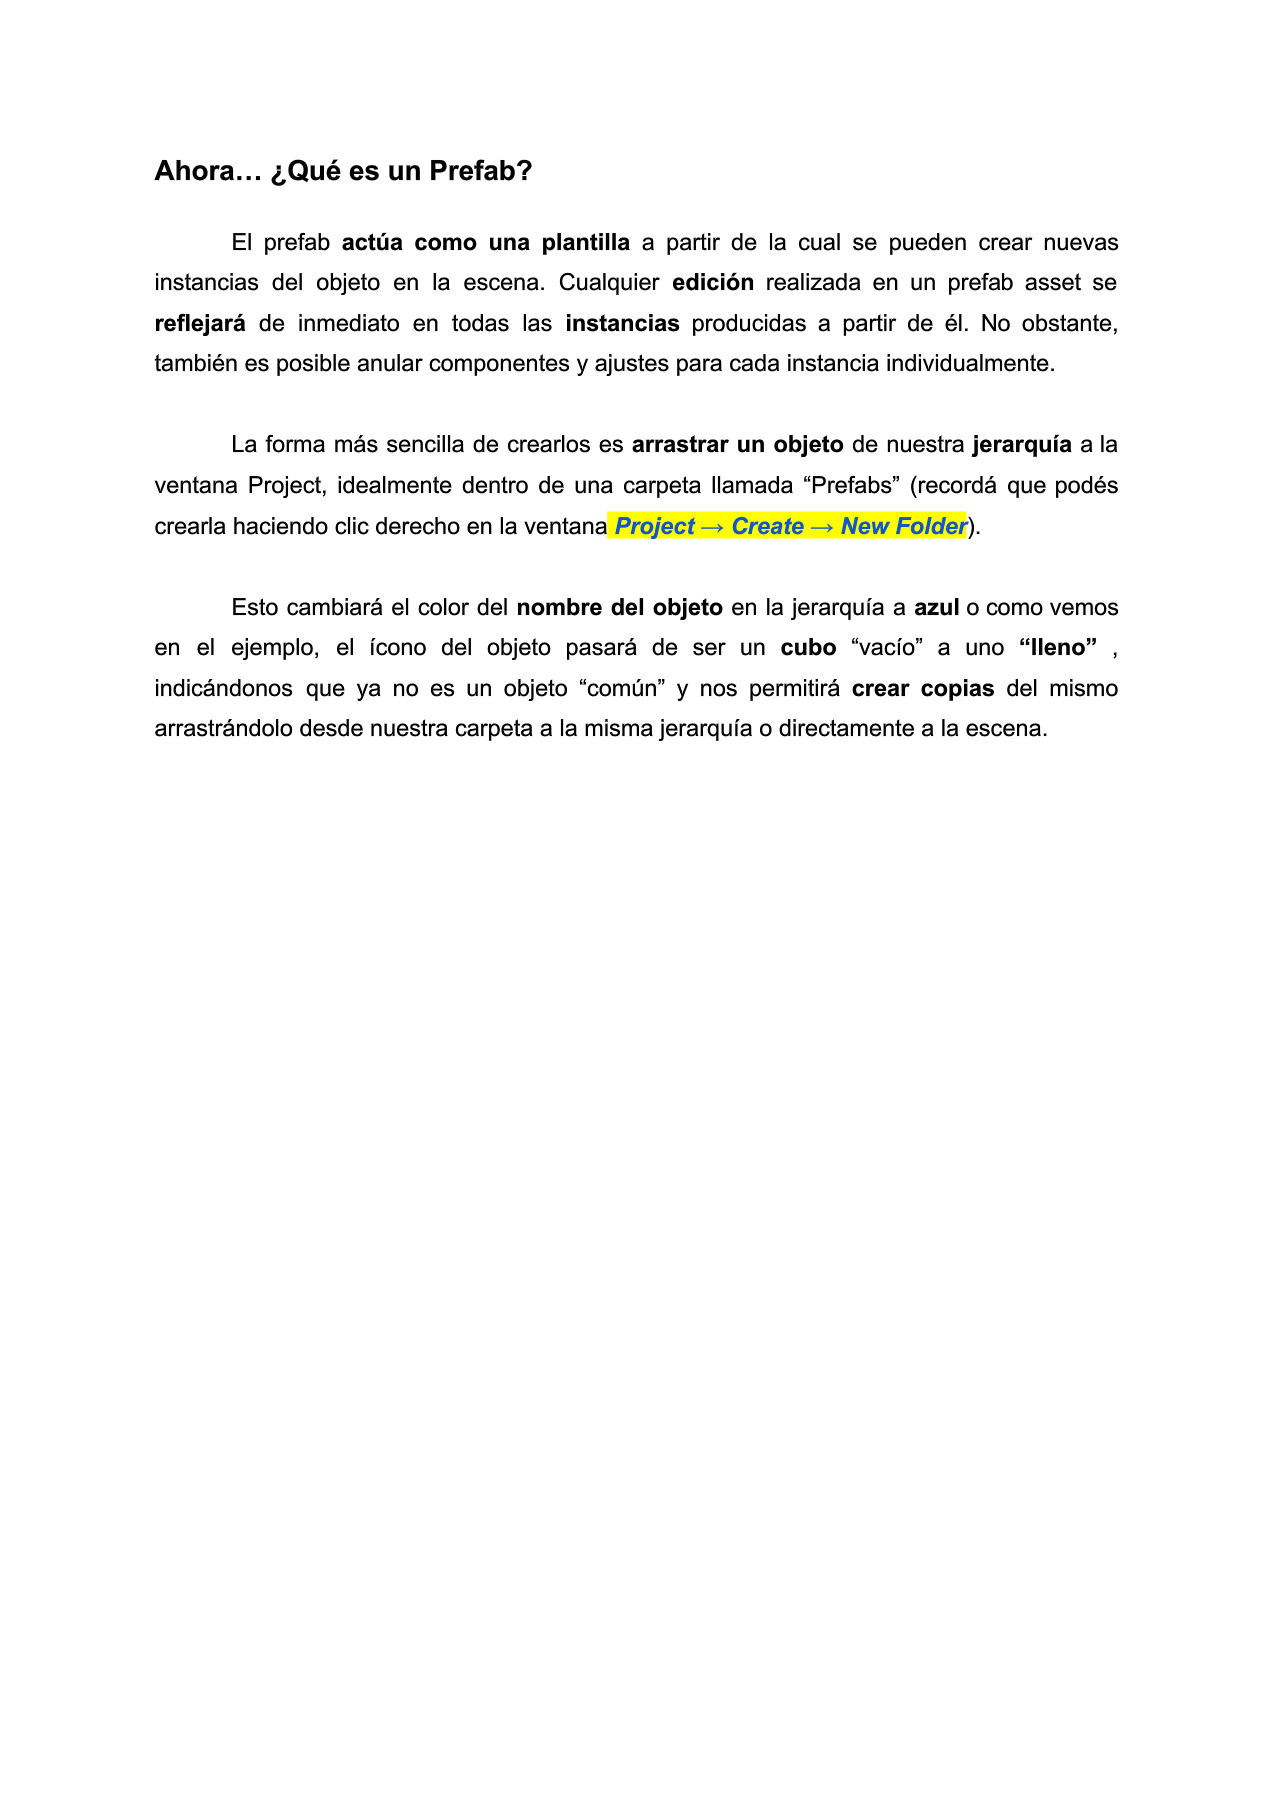 Ahora… ¿Qué es un Prefab?
El prefab actúa como una plantilla a partir de la cual se pueden crear nuevas
instancias del objeto en la escena. Cualquier edición realizada en un prefab asset se
reflejará de inmediato en todas las instancias producidas a partir de él. No obstante,
también es posible anular componentes y ajustes para cada instancia individualmente.
La forma más sencilla de crearlos es arrastrar un objeto de nuestra jerarquía a la
ventana Project, idealmente dentro de una carpeta llamada “Prefabs” (recordá que podés
crearla haciendo clic derecho en la ventana Project → Create → New Folder).
Esto cambiará el color del nombre del objeto en la jerarquía a azul o como vemos
en el ejemplo, el ícono del objeto pasará de ser un cubo “vacío” a uno “lleno” ,
indicándonos que ya no es un objeto “común” y nos permitirá crear copias del mismo
arrastrándolo desde nuestra carpeta a la misma jerarquía o directamente a la escena.